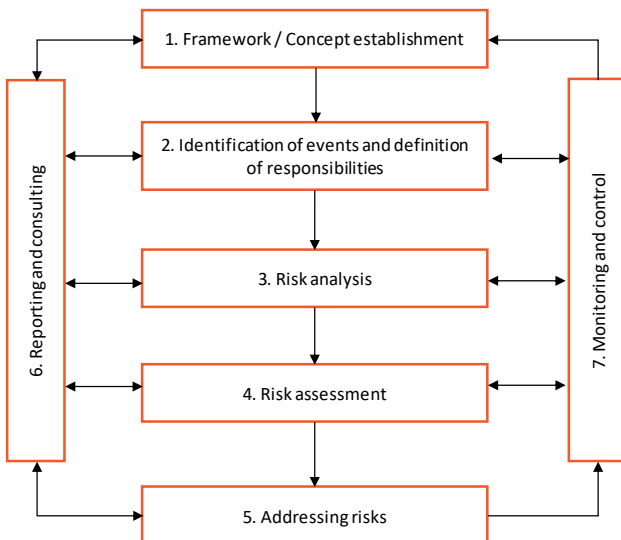 1. Framework / Concept establishment
2. Identification of events and definition
of responsibilities
3. Risk analysis
4. Risk assessment
5. Addressing risks
6. Reporting and consulting
7. Monitoring and control